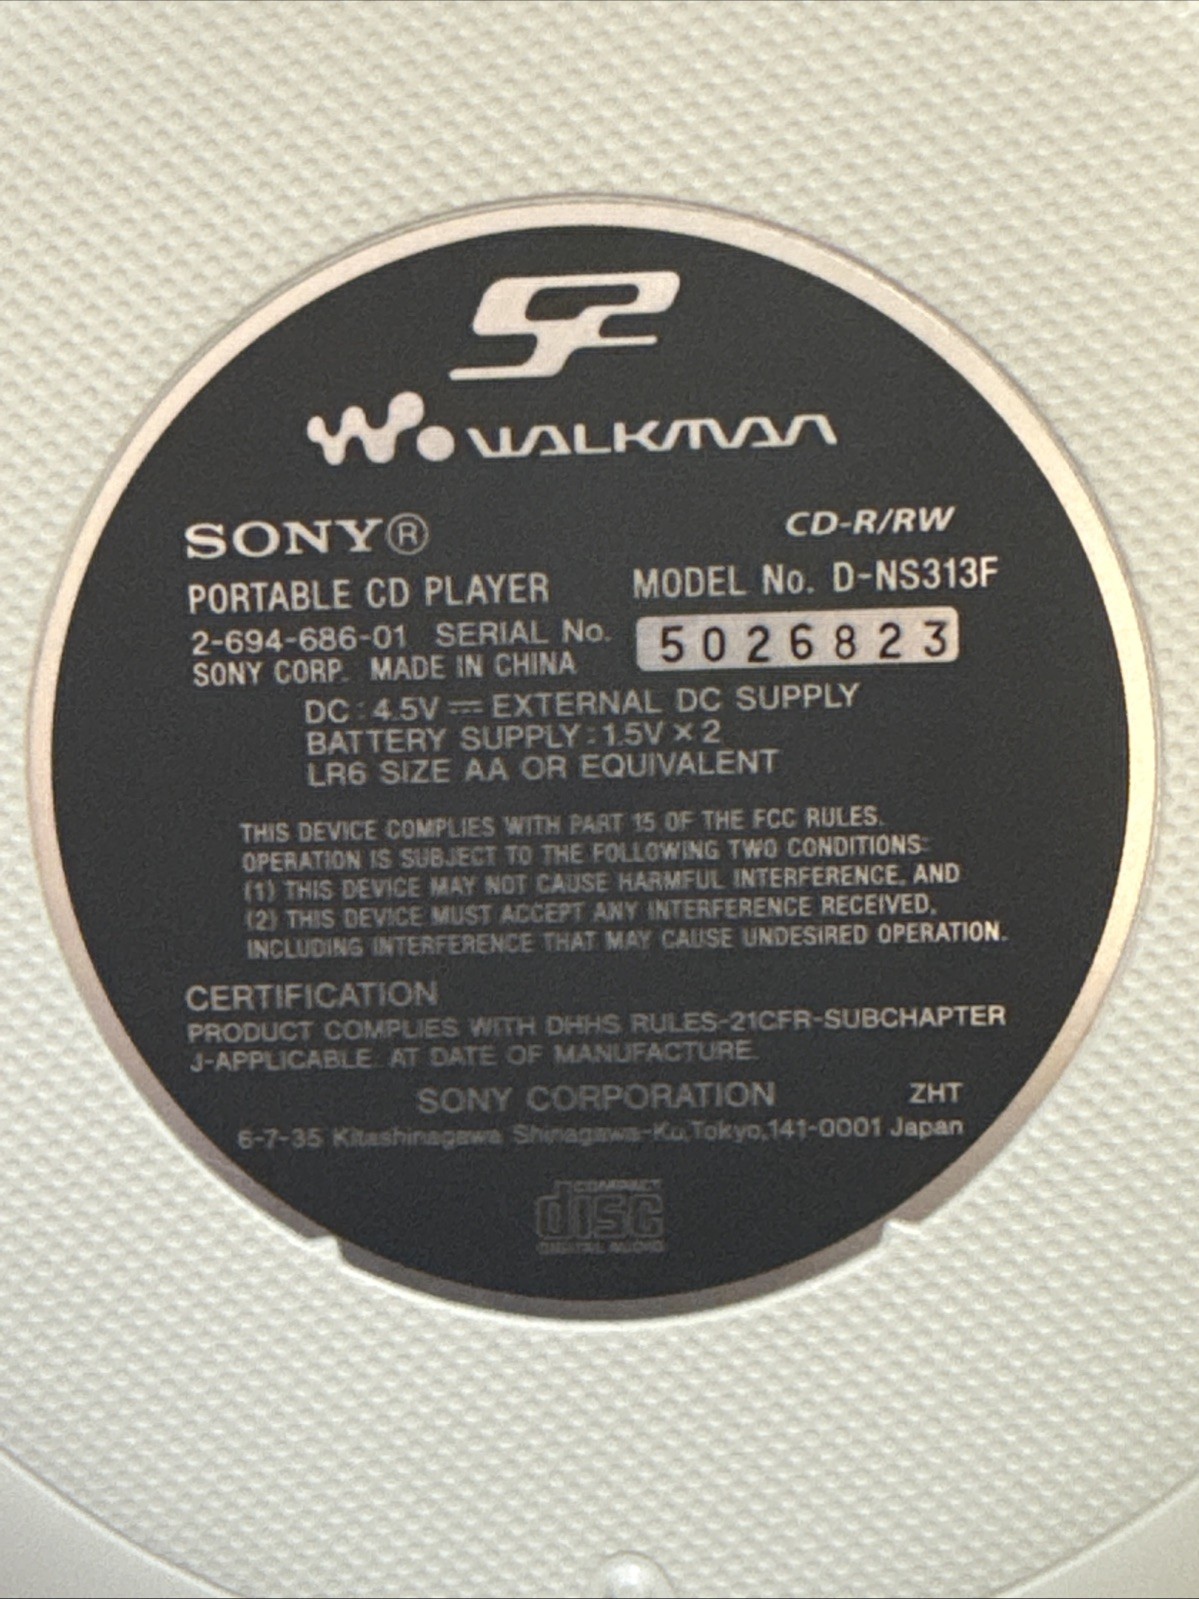 S2
W. WALKMAN
SONY® CD-R/RW
PORTABLE CD PLAYER MODEL No. D-NS313F
2-694-686-01 SERIAL No. 5026823
SONY CORP. MADE IN CHINA
DC : 4.5V ⎓ EXTERNAL DC SUPPLY
BATTERY SUPPLY : 1.5V × 2
LR6 SIZE AA OR EQUIVALENT
THIS DEVICE COMPLIES WITH PART 15 OF THE FCC RULES.
OPERATION IS SUBJECT TO THE FOLLOWING TWO CONDITIONS:
(1) THIS DEVICE MAY NOT CAUSE HARMFUL INTERFERENCE, AND
(2) THIS DEVICE MUST ACCEPT ANY INTERFERENCE RECEIVED,
INCLUDING INTERFERENCE THAT MAY CAUSE UNDESIRED OPERATION.
CERTIFICATION
PRODUCT COMPLIES WITH DHHS RULES-21CFR-SUBCHAPTER
J-APPLICABLE AT DATE OF MANUFACTURE.
SONY CORPORATION ZHT
6-7-35 Kitashinagawa Shinagawa-Ku,Tokyo,141-0001 Japan
COMPACT
disc
DIGITAL AUDIO